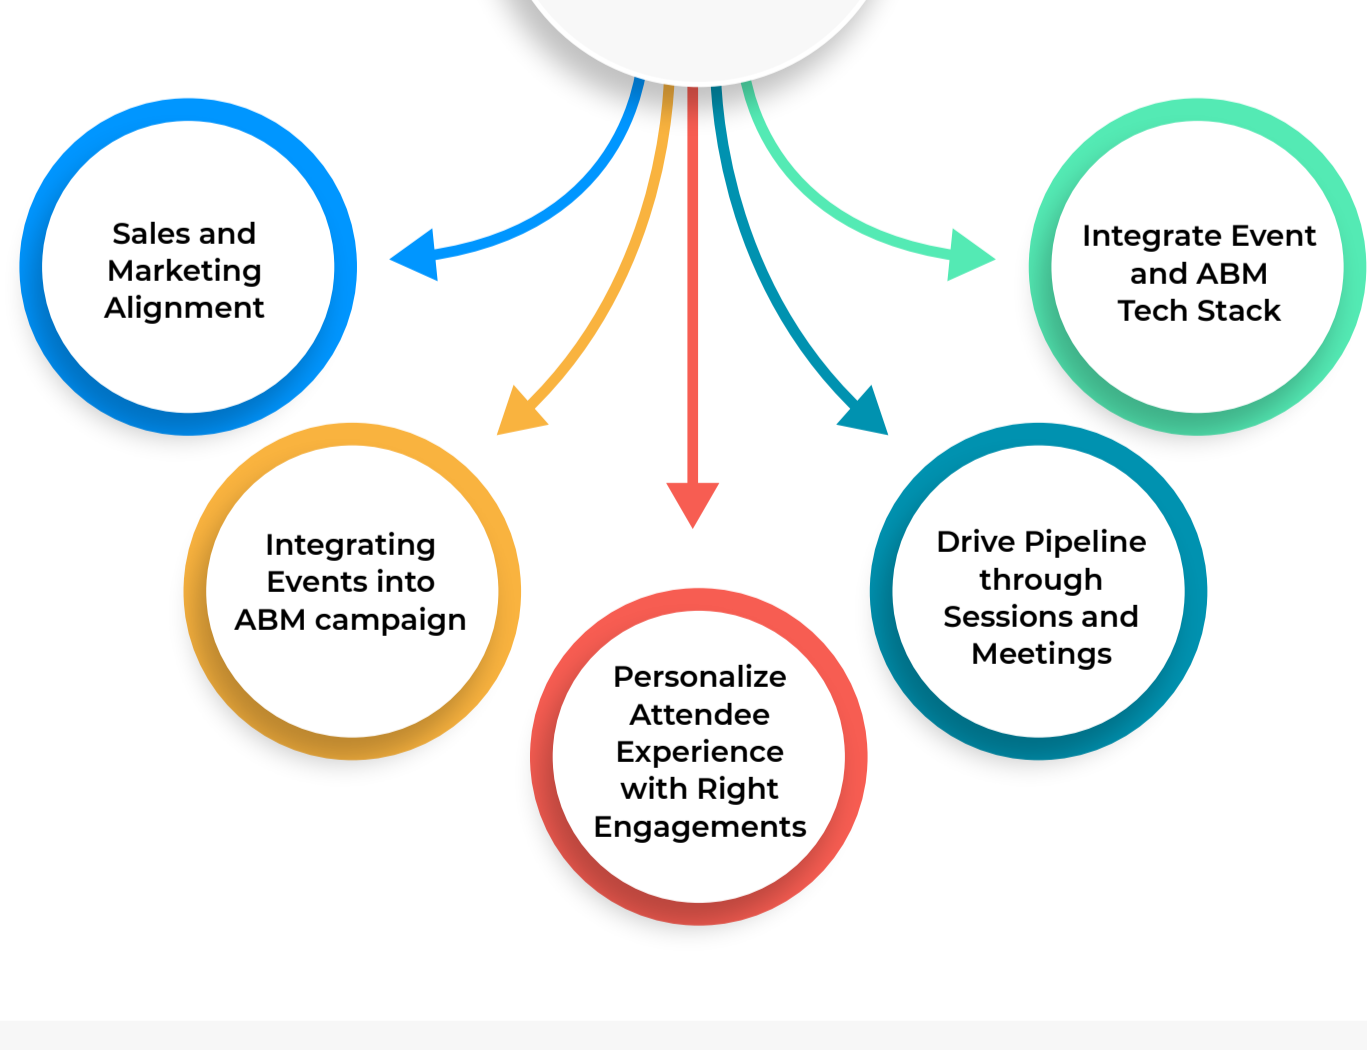 Sales and
Marketing
Alignment
Integrating
Events into
ABM campaign
Personalize
Attendee
Experience
with Right
Engagements
Drive Pipeline
through
Sessions and
Meetings
Integrate Event
and ABM
Tech Stack